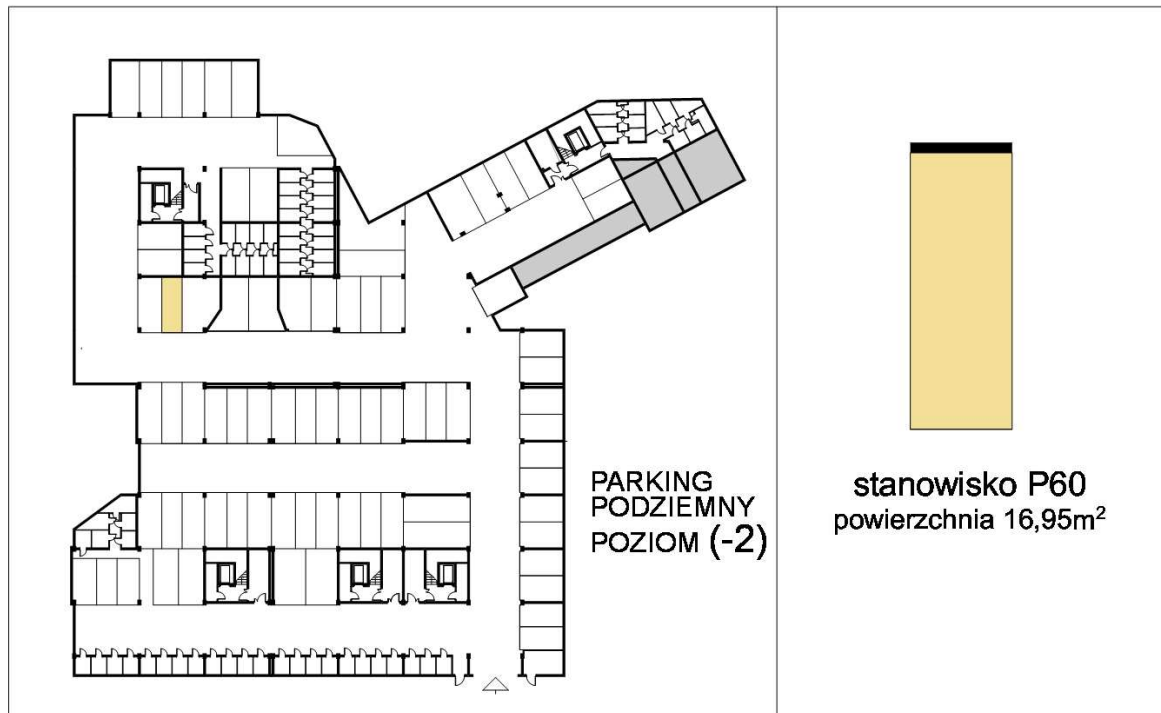 PARKING
PODZIEMNY
POZIOM (-2)
stanowisko P60
powierzchnia 16,95m²